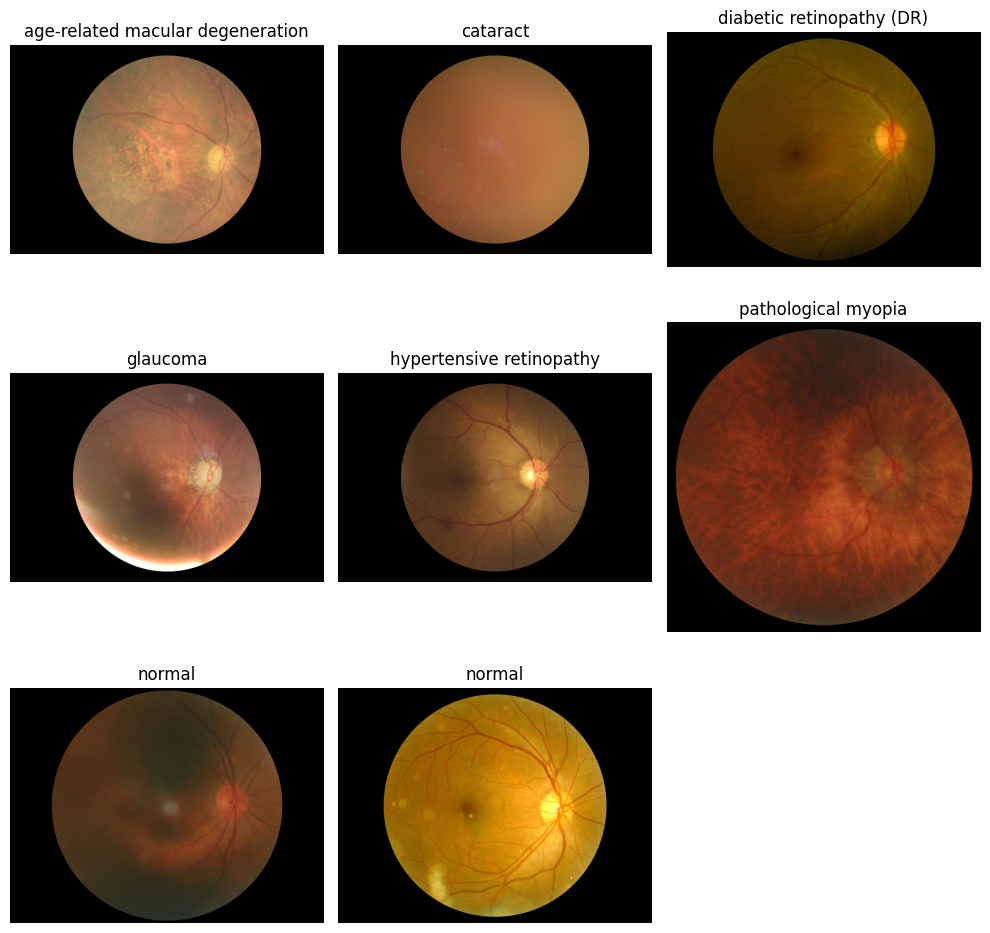 age-related macular degeneration
cataract
diabetic retinopathy (DR)
glaucoma
hypertensive retinopathy
pathological myopia
normal
normal